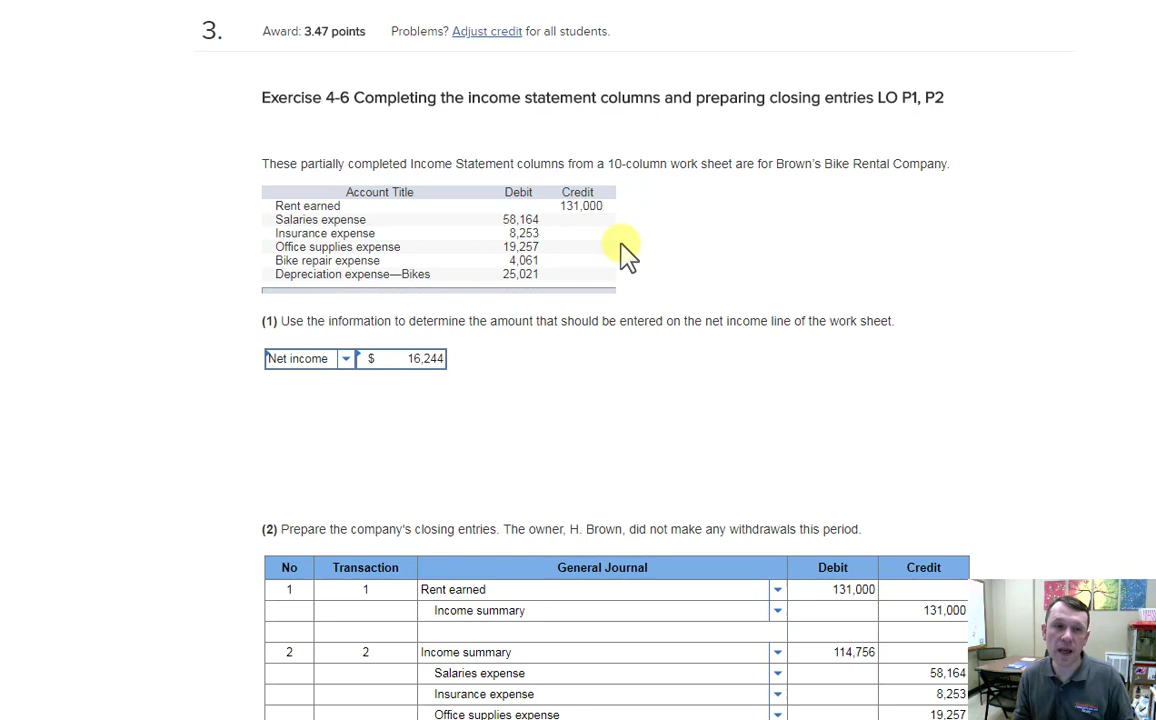 3.
Award: 3.47 points Problems? Adjust credit for all students.
Exercise 4-6 Completing the income statement columns and preparing closing entries LO P1, P2
These partially completed Income Statement columns from a 10-column work sheet are for Brown's Bike Rental Company.
Account Title Debit Credit
Rent earned 131,000
Salaries expense 58,164
Insurance expense 8,253
Office supplies expense 19,257
Bike repair expense 4,061
Depreciation expense—Bikes 25,021
(1) Use the information to determine the amount that should be entered on the net income line of the work sheet.
Net income $ 16,244
(2) Prepare the company's closing entries. The owner, H. Brown, did not make any withdrawals this period.
No Transaction General Journal Debit Credit
1 1 Rent earned 131,000
Income summary 131,000
2 2 Income summary 114,756
Salaries expense 58,164
Insurance expense 8,253
Office supplies expense 19,257